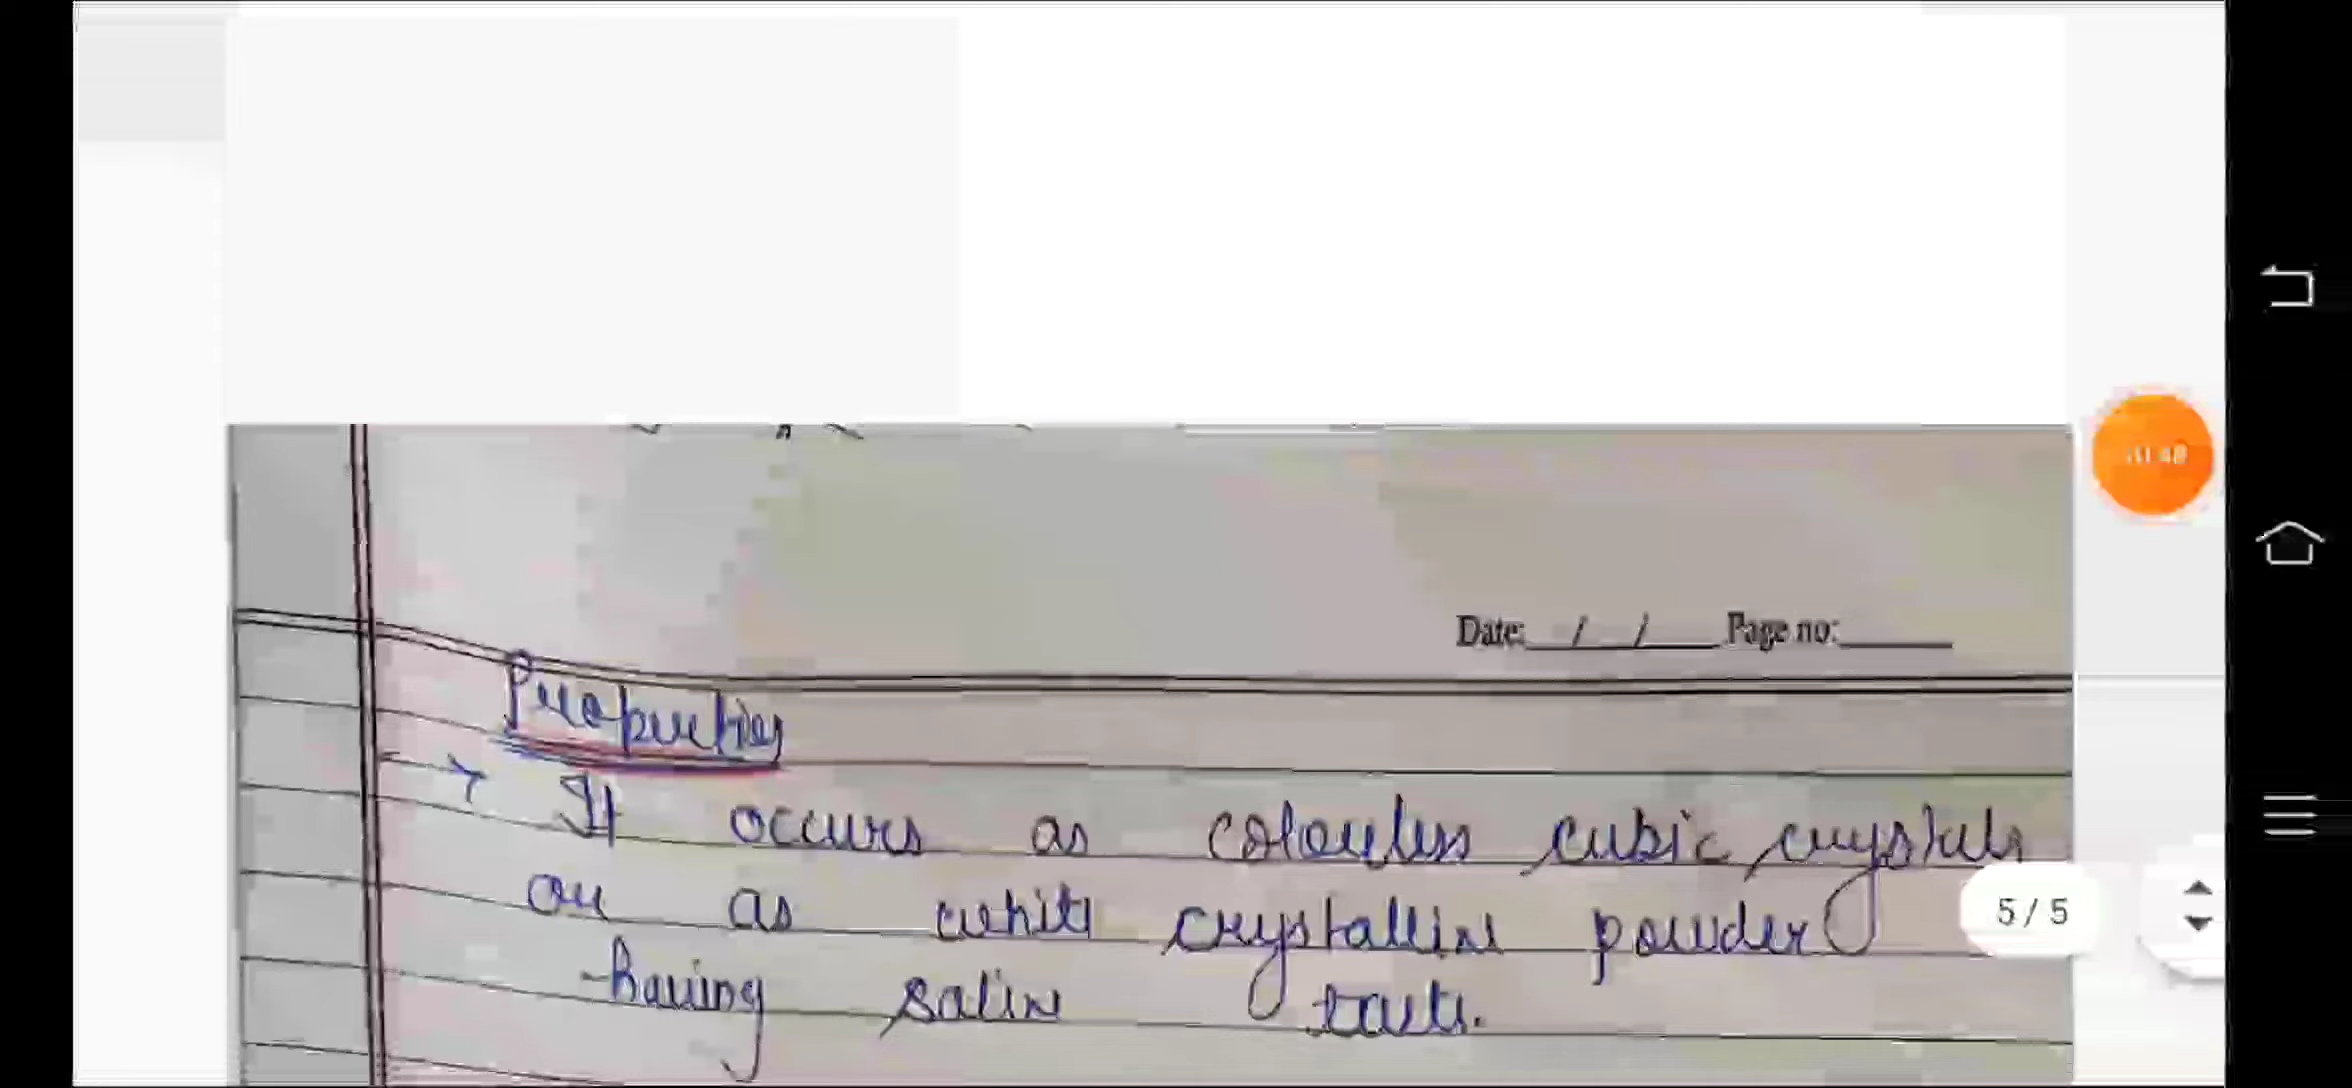 Date: / / Page no:
Properties
→ It occurs as colourless cubic crystals
or as white crystalline powder
having saline taste.
5 / 5